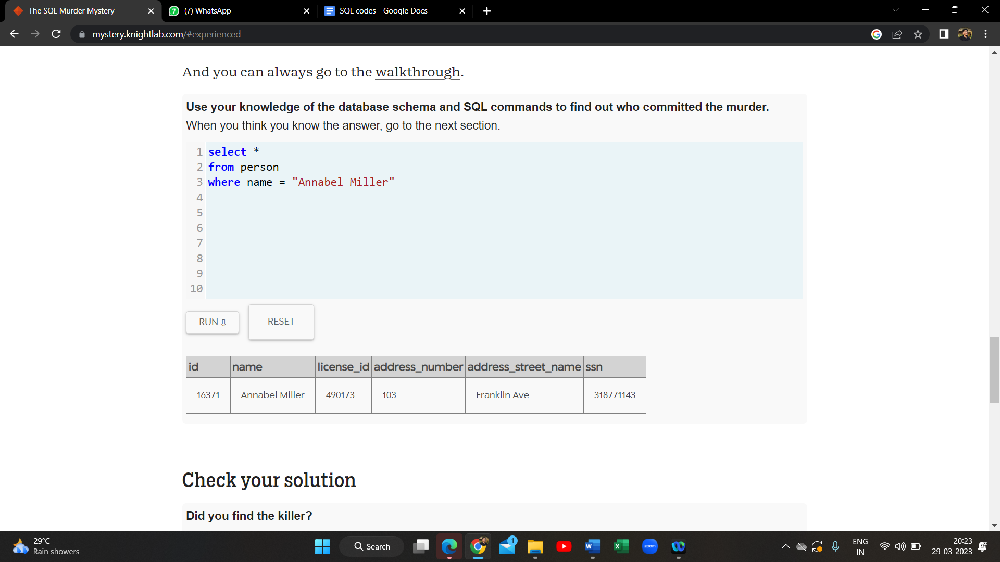 The SQL Murder Mystery
7
(7) WhatsApp
SQL codes - Google Docs
mystery.knightlab.com/#experienced
And you can always go to the walkthrough.
Use your knowledge of the database schema and SQL commands to find out who committed the murder.
When you think you know the answer, go to the next section.
1 select *
2 from person
3 where name = "Annabel Miller"
4
5
6
7
8
9
10
RUN ⇩
RESET
id name license_id address_number address_street_name ssn
16371 Annabel Miller 490173 103 Franklin Ave 318771143
Check your solution
Did you find the killer?
29°C
Rain showers
Search
1
W
X
zoom
ENG
IN
20:23
29-03-2023